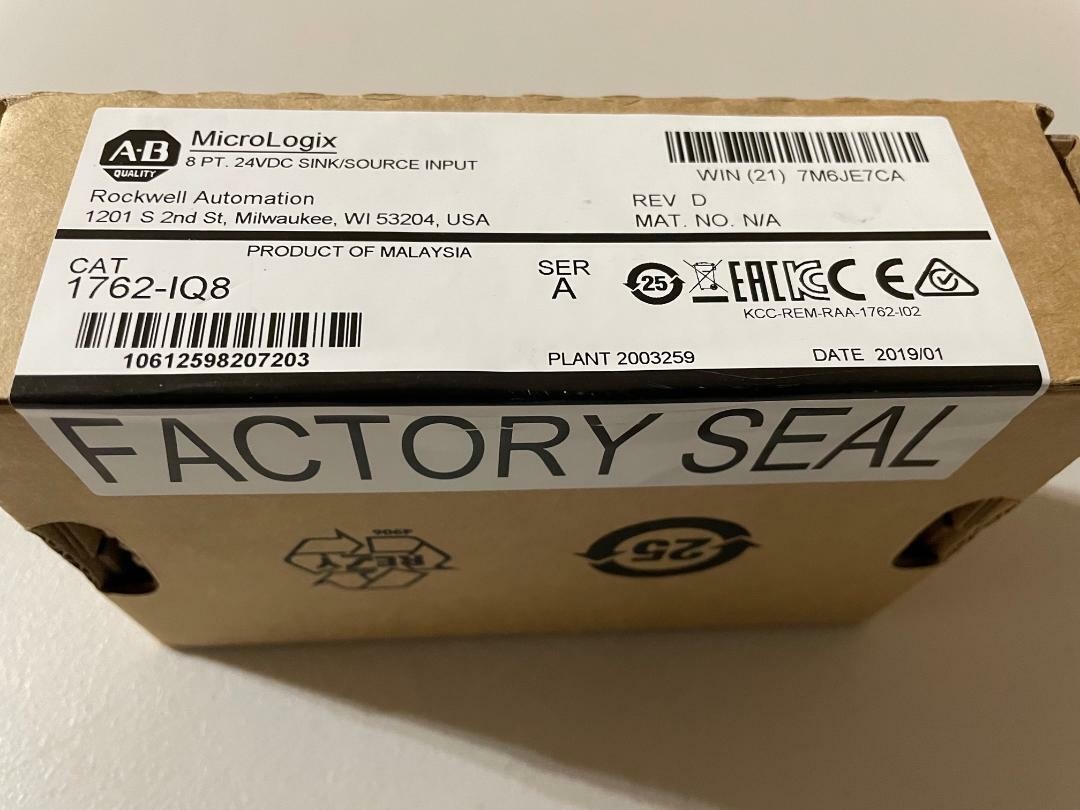 A·B
QUALITY
MicroLogix
8 PT. 24VDC SINK/SOURCE INPUT
Rockwell Automation
1201 S 2nd St, Milwaukee, WI 53204, USA
WIN (21) 7M6JE7CA
REV D
MAT. NO. N/A
PRODUCT OF MALAYSIA
CAT
1762-IQ8
SER
A
25
EAC
CE
KCC-REM-RAA-1762-I02
10612598207203
PLANT 2003259
DATE 2019/01
FACTORY SEAL
REZY
25